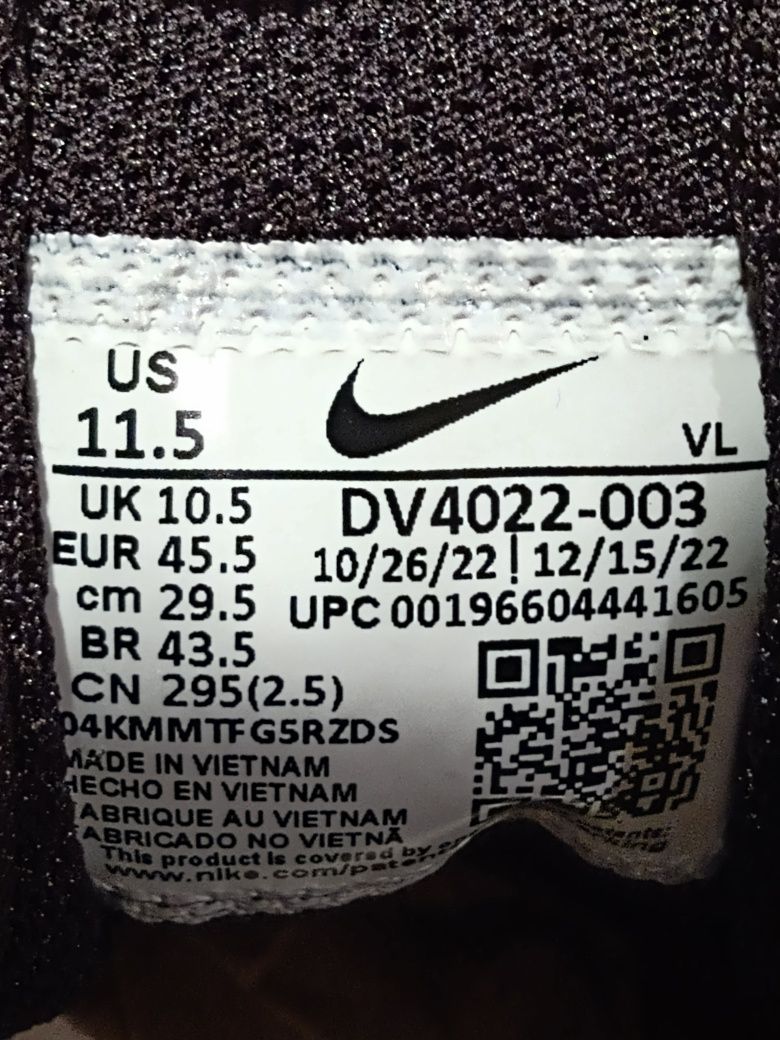 US
11.5
VL
UK 10.5
DV4022-003
EUR 45.5
10/26/22 | 12/15/22
cm 29.5
UPC 00196604441605
BR 43.5
CN 295(2.5)
04KMMTFG5RZDS
MADE IN VIETNAM
HECHO EN VIETNAM
FABRIQUE AU VIETNAM
FABRICADO NO VIETNÃ
This product is covered by
www.nike.com/patents